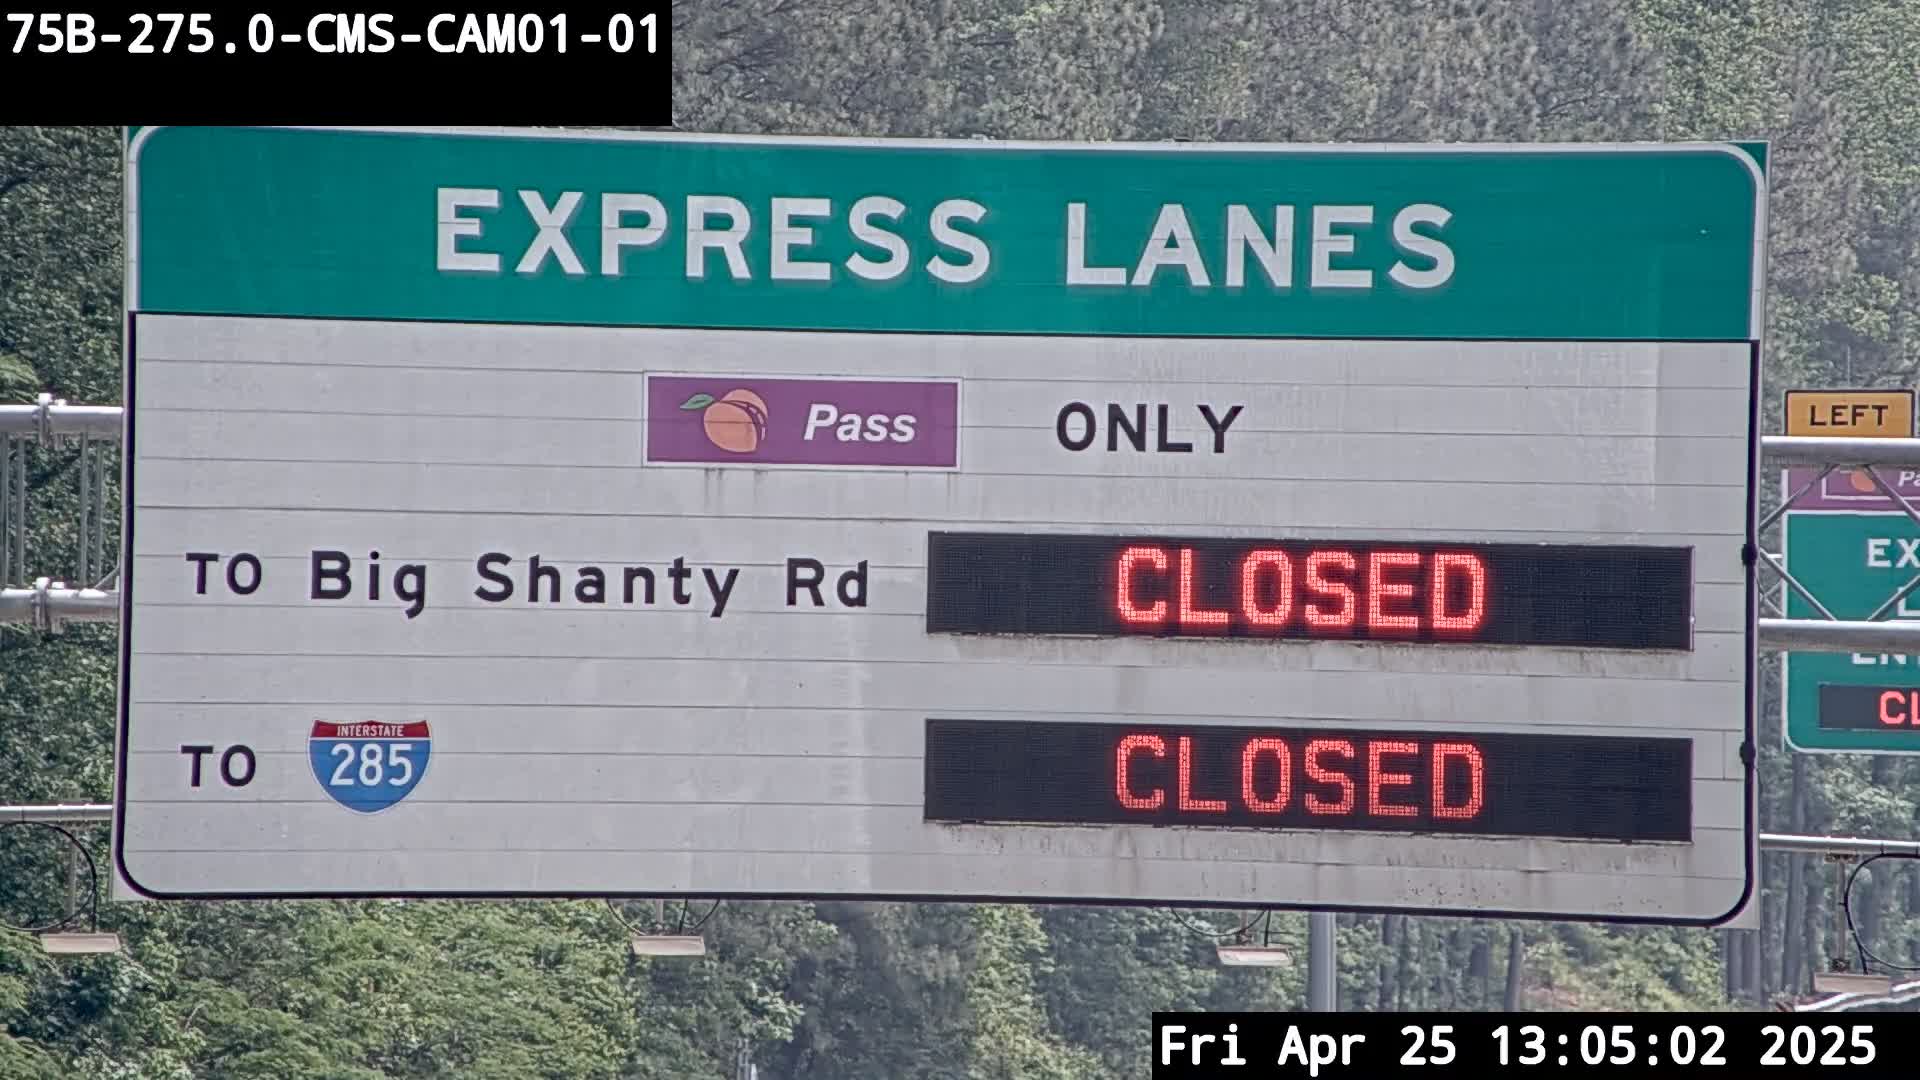 75B-275.0-CMS-CAM01-01
EXPRESS LANES
Pass ONLY
TO Big Shanty Rd CLOSED
TO INTERSTATE 285 CLOSED
LEFT
Fri Apr 25 13:05:02 2025